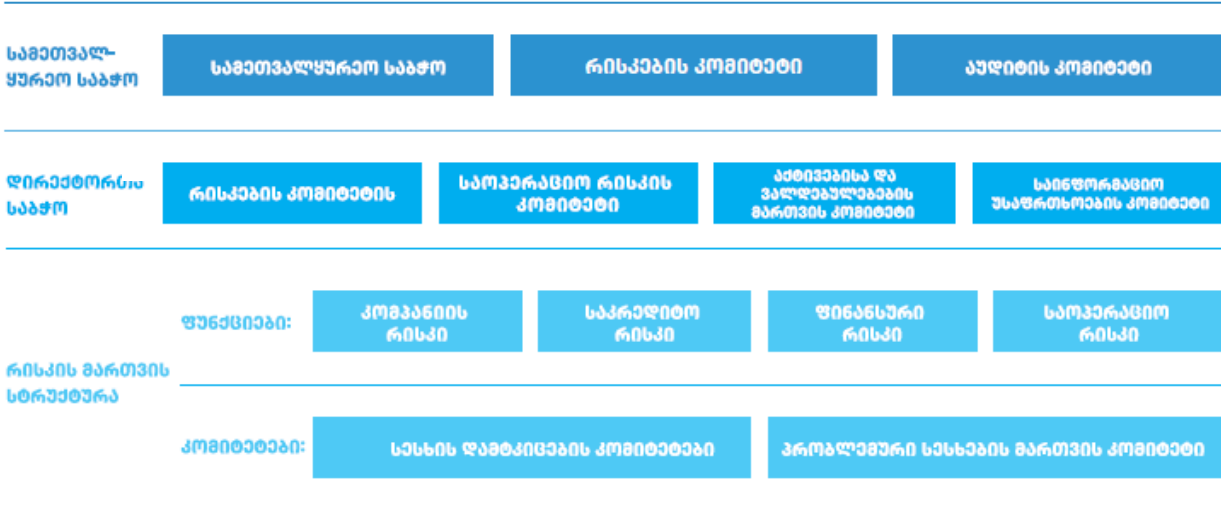 სამეთვალ-
ყურეო საბჭო
სამეთვალყურეო საბჭო
რისკების კომიტეტი
აუდიტის კომიტეტი
დირექტორთა
საბჭო
რისკების კომიტეტის
საოპერაციო რისკის
კომიტეტი
აქტივებისა და
ვალდებულებების
მართვის კომიტეტი
საინფორმაციო
უსაფრთხოების კომიტეტი
რისკის მართვის
სტრუქტურა
ფუნქციები:
კომპანიის
რისკი
საკრედიტო
რისკი
ფინანსური
რისკი
საოპერაციო
რისკი
კომიტეტები:
სესხის დამტკიცების კომიტეტები
პრობლემური სესხების მართვის კომიტეტი